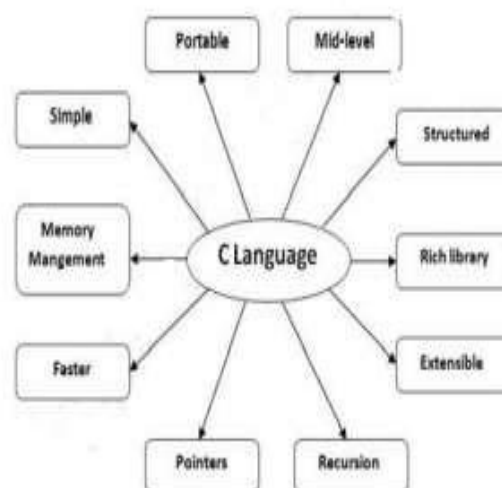 Portable
Mid-level
Simple
Structured
Memory
Mangement
C Language
Rich library
Faster
Extensible
Pointers
Recursion